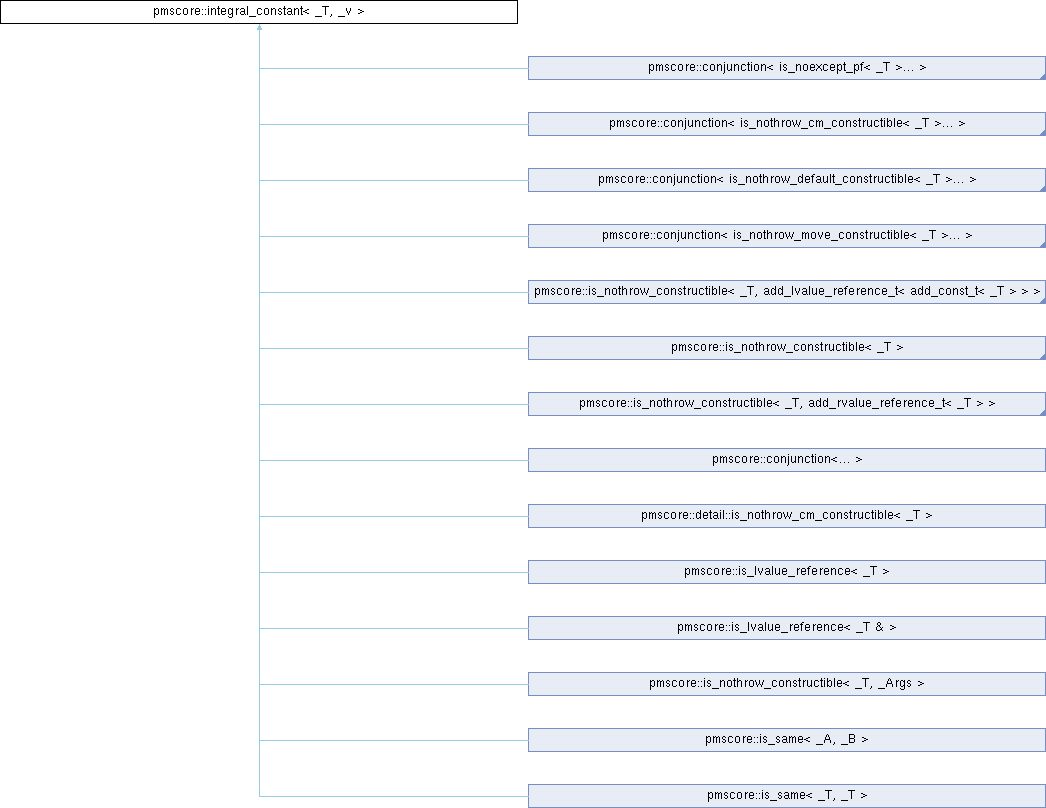 pmscore::integral_constant< _T, _v >
pmscore::conjunction< is_noexcept_pf< _T >... >
pmscore::conjunction< is_nothrow_cm_constructible< _T >... >
pmscore::conjunction< is_nothrow_default_constructible< _T >... >
pmscore::conjunction< is_nothrow_move_constructible< _T >... >
pmscore::is_nothrow_constructible< _T, add_lvalue_reference_t< add_const_t< _T > > >
pmscore::is_nothrow_constructible< _T >
pmscore::is_nothrow_constructible< _T, add_rvalue_reference_t< _T > >
pmscore::conjunction<... >
pmscore::detail::is_nothrow_cm_constructible< _T >
pmscore::is_lvalue_reference< _T >
pmscore::is_lvalue_reference< _T & >
pmscore::is_nothrow_constructible< _T, _Args >
pmscore::is_same< _A, _B >
pmscore::is_same< _T, _T >